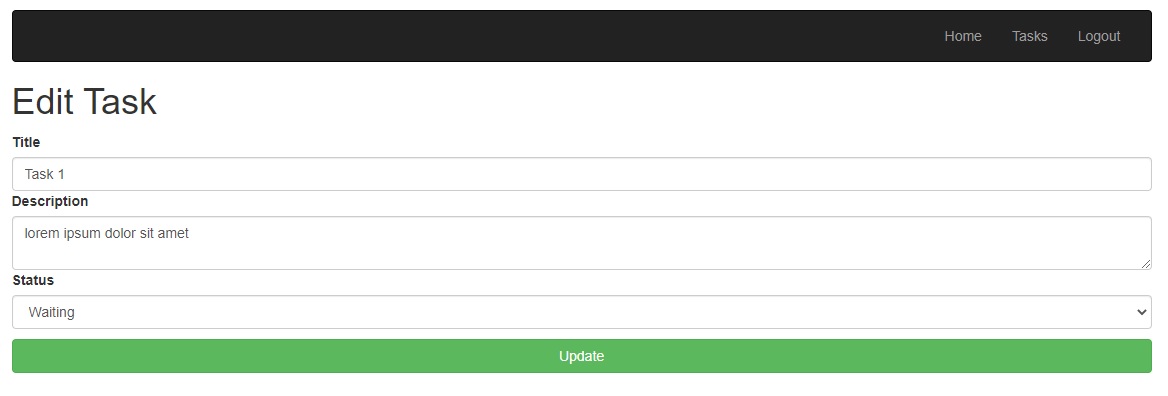 Home Tasks Logout
Edit Task
Title
Task 1
Description
lorem ipsum dolor sit amet
Status
Waiting
Update